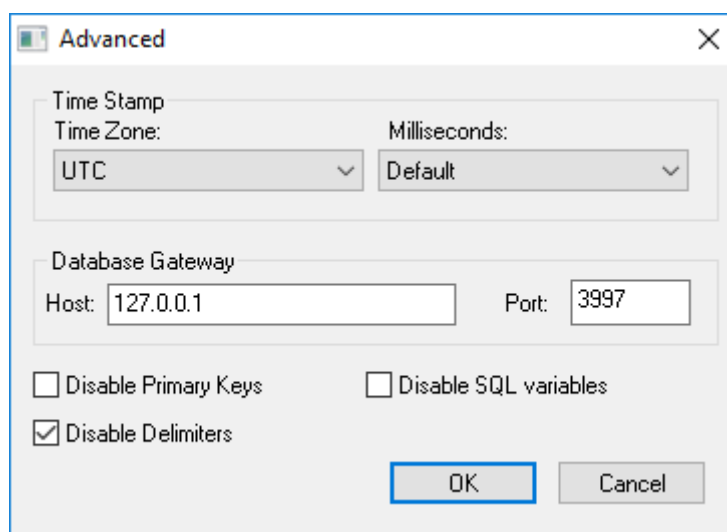 Advanced
Time Stamp
Time Zone: Milliseconds:
UTC Default
Database Gateway
Host: 127.0.0.1 Port: 3997
Disable Primary Keys Disable SQL variables
Disable Delimiters
OK Cancel